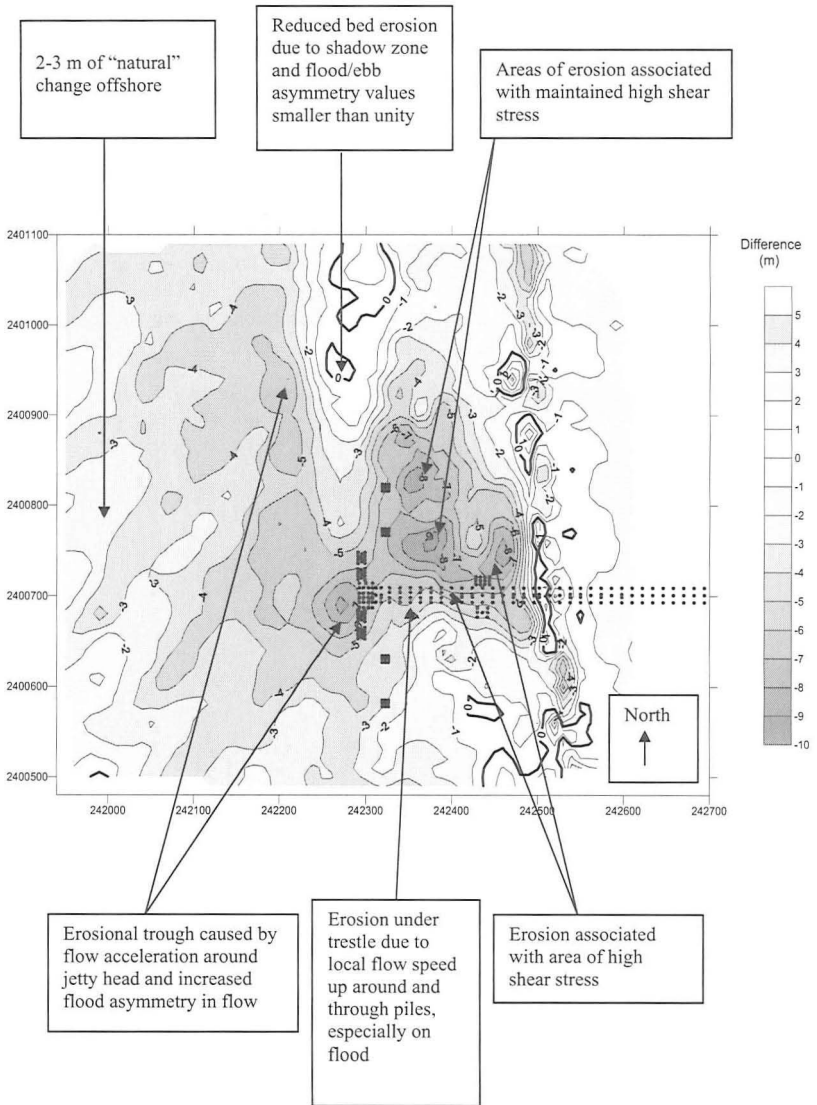 2-3 m of “natural”
change offshore
Reduced bed erosion
due to shadow zone
and flood/ebb
asymmetry values
smaller than unity
Areas of erosion associated
with maintained high shear
stress
Difference
(m)
5
4
3
2
1
0
-1
-2
-3
-4
-5
-6
-7
-8
-9
-10
2401100
2401000
2400900
2400800
2400700
2400600
2400500
242000
242100
242200
242300
242400
242500
242600
242700
North
Erosional trough caused by
flow acceleration around
jetty head and increased
flood asymmetry in flow
Erosion under
trestle due to
local flow speed
up around and
through piles,
especially on
flood
Erosion associated
with area of high
shear stress